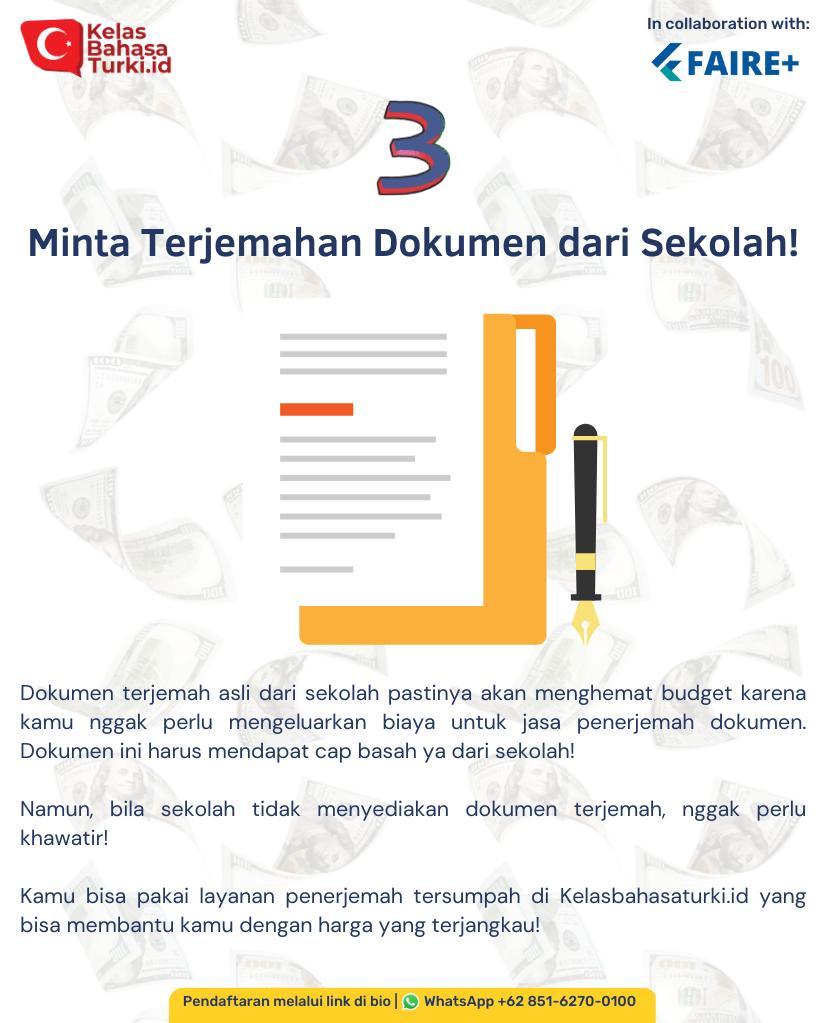 Kelas
Bahasa
Turki.id
In collaboration with:
FAIRE+
3
Minta Terjemahan Dokumen dari Sekolah!
100
Dokumen terjemah asli dari sekolah pastinya akan menghemat budget karena
kamu nggak perlu mengeluarkan biaya untuk jasa penerjemah dokumen.
Dokumen ini harus mendapat cap basah ya dari sekolah!
Namun, bila sekolah tidak menyediakan dokumen terjemah, nggak perlu
khawatir!
Kamu bisa pakai layanan penerjemah tersumpah di Kelasbahasaturki.id yang
bisa membantu kamu dengan harga yang terjangkau!
Pendaftaran melalui link di bio | WhatsApp +62 851-6270-0100